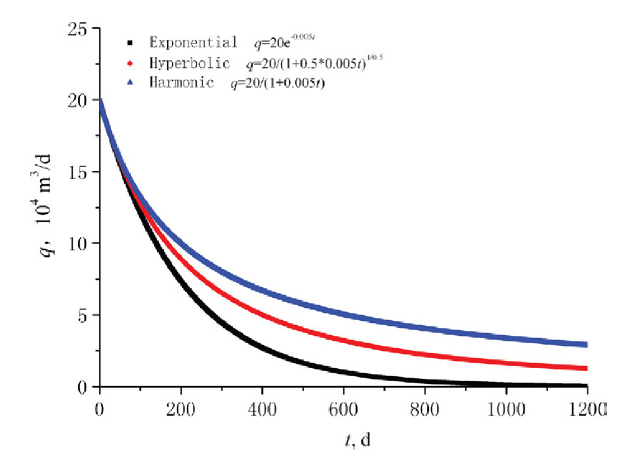 25
Exponential q=20e^-0.005t
Hyperbolic q=20/(1+0.5*0.005t)^1/0.5
Harmonic q=20/(1+0.005t)
20
15
10
5
0
q, 10^4 m^3/d
0 200 400 600 800 1000 1200
t, d